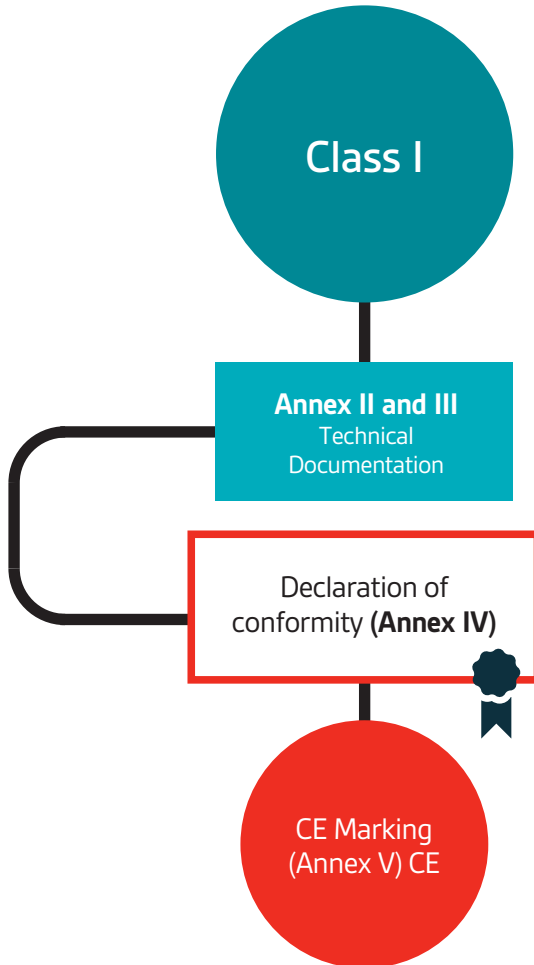 Class I
Annex II and III
Technical
Documentation
Declaration of
conformity (Annex IV)
CE Marking
(Annex V) CE